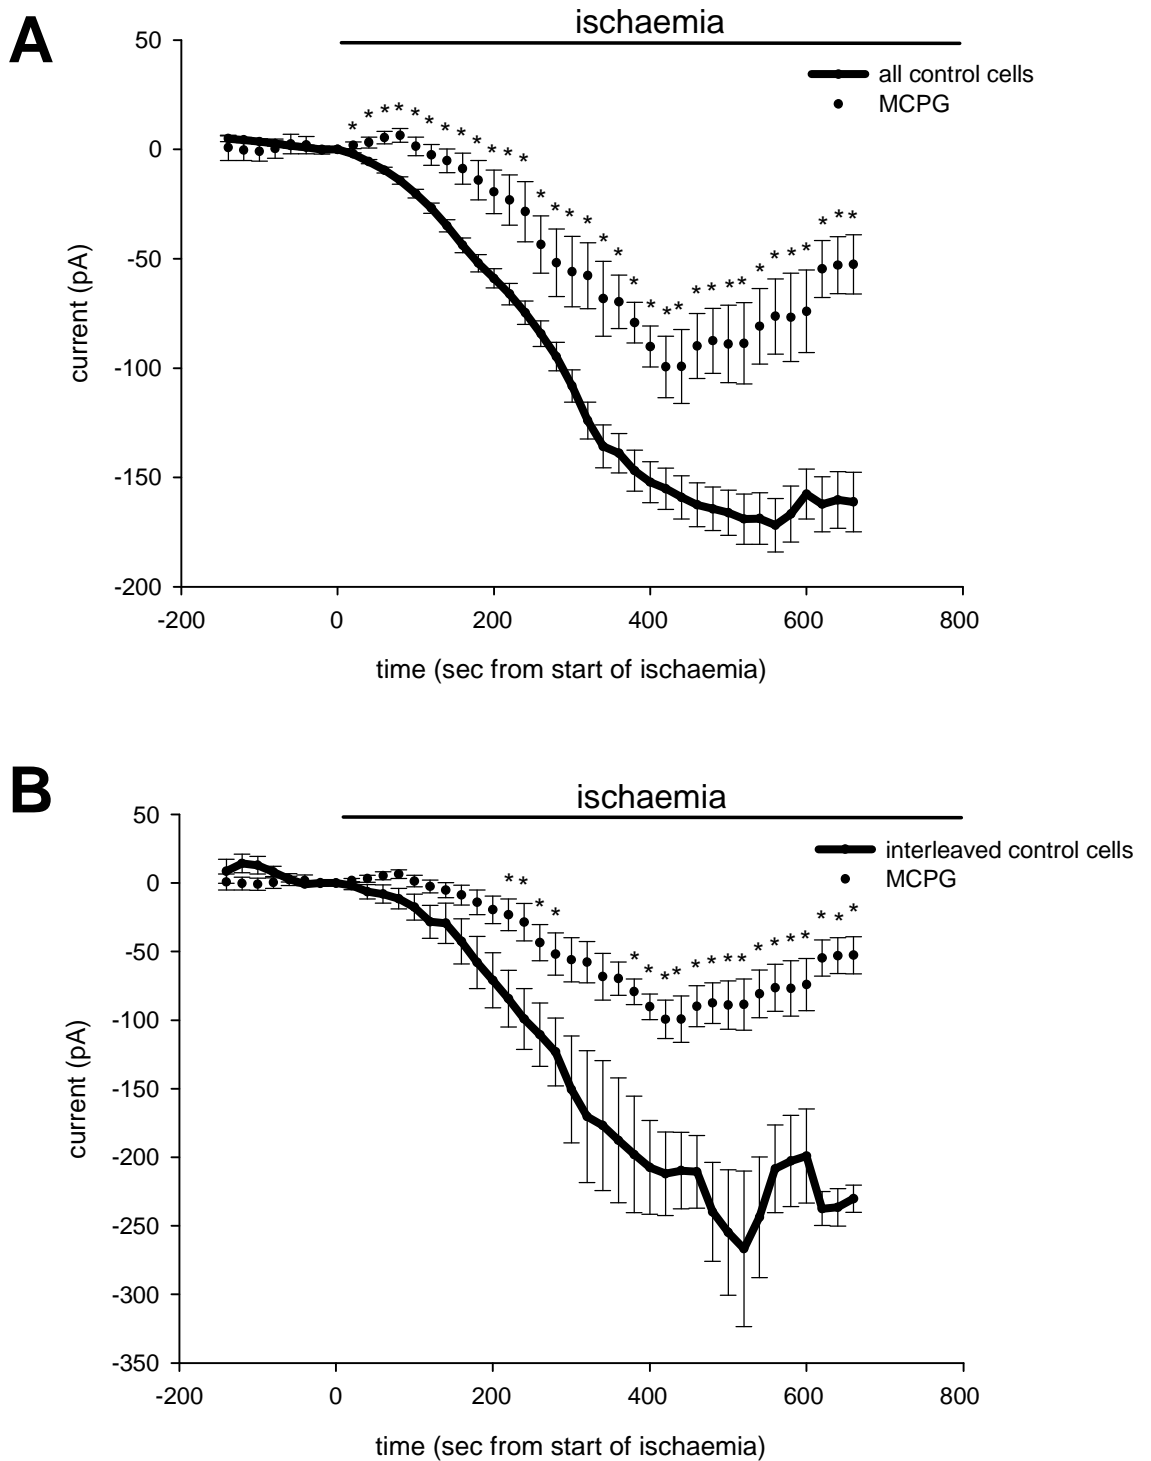 A
ischaemia
50
all control cells
MCPG
* * * * * * * * * * * * * * * * * * * * * * * * * * * * * * * * *
0
-50
-100
-150
-200
current (pA)
-200 0 200 400 600 800
time (sec from start of ischaemia)
B
ischaemia
50
interleaved control cells
MCPG
* * * * * * * * * * * * * * * * * * *
0
-50
-100
-150
-200
-250
-300
-350
current (pA)
-200 0 200 400 600 800
time (sec from start of ischaemia)